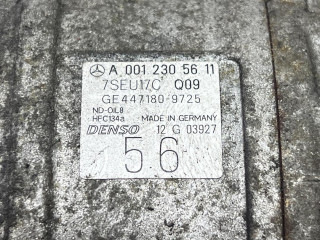 A 001 230 56 11
7SEU17C Q09
GE447180-9725
ND-OIL8
HFC134a MADE IN GERMANY
DENSO 12 G 03927
56